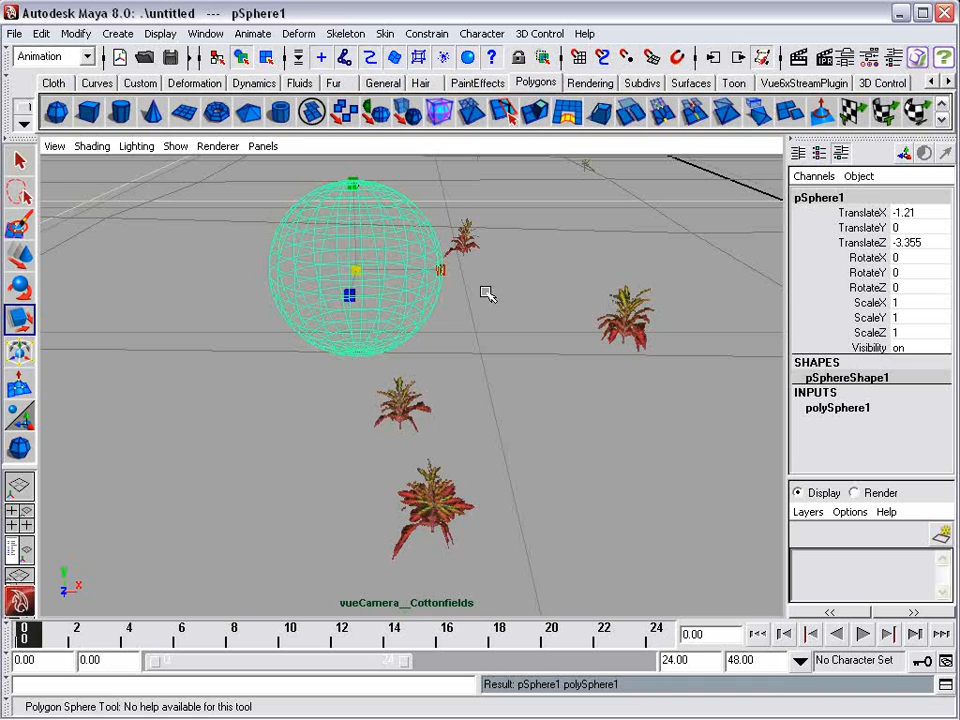 Autodesk Maya 8.0: .\untitled --- pSphere1
File Edit Modify Create Display Window Animate Deform Skeleton Skin Constrain Character 3D Control Help
Animation
Cloth Curves Custom Deformation Dynamics Fluids Fur General Hair PaintEffects Polygons Rendering Subdivs Surfaces Toon Vue6xStreamPlugin 3D Control
View Shading Lighting Show Renderer Panels
Channels Object
pSphere1
TranslateX -1.21
TranslateY 0
TranslateZ -3.355
RotateX 0
RotateY 0
RotateZ 0
ScaleX 1
ScaleY 1
ScaleZ 1
Visibility on
SHAPES
pSphereShape1
INPUTS
polySphere1
Display Render
Layers Options Help
y
x
z
vueCamera__Cottonfields
<< >>
0 2 4 6 8 10 12 14 16 18 20 22 24
0
0.00
0.00 0.00 24 24.00 48.00 No Character Set
Result: pSphere1 polySphere1
Polygon Sphere Tool: No help available for this tool